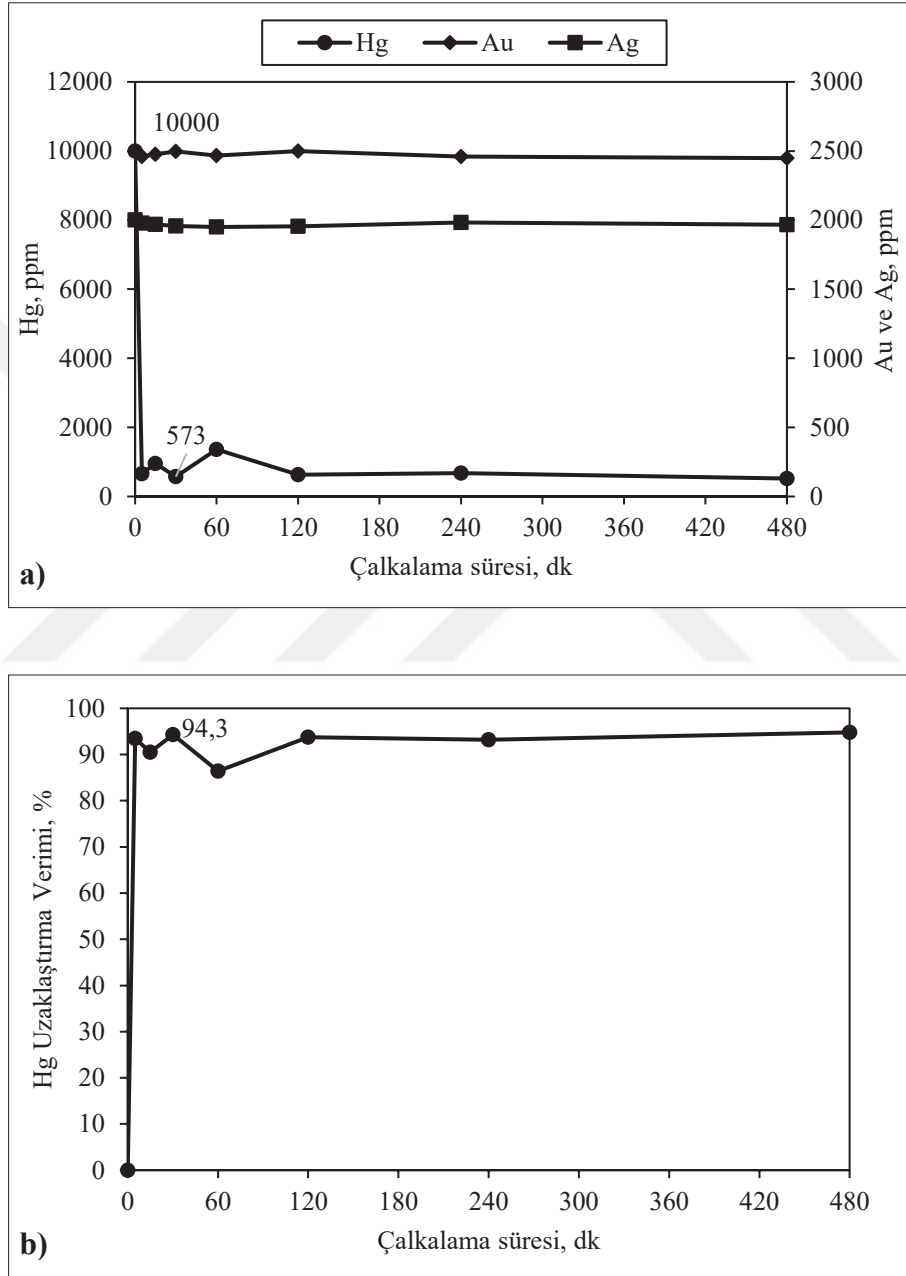 Hg Au Ag
12000 3000
10000
10000 2500
8000 2000
6000 1500
4000 1000
573
2000 500
0 0
0 60 120 180 240 300 360 420 480
Hg, ppm
Au ve Ag, ppm
Çalkalama süresi, dk
a)
100
94,3
90
80
70
60
50
40
30
20
10
0
0 60 120 180 240 300 360 420 480
Hg Uzaklaştırma Verimi, %
Çalkalama süresi, dk
b)